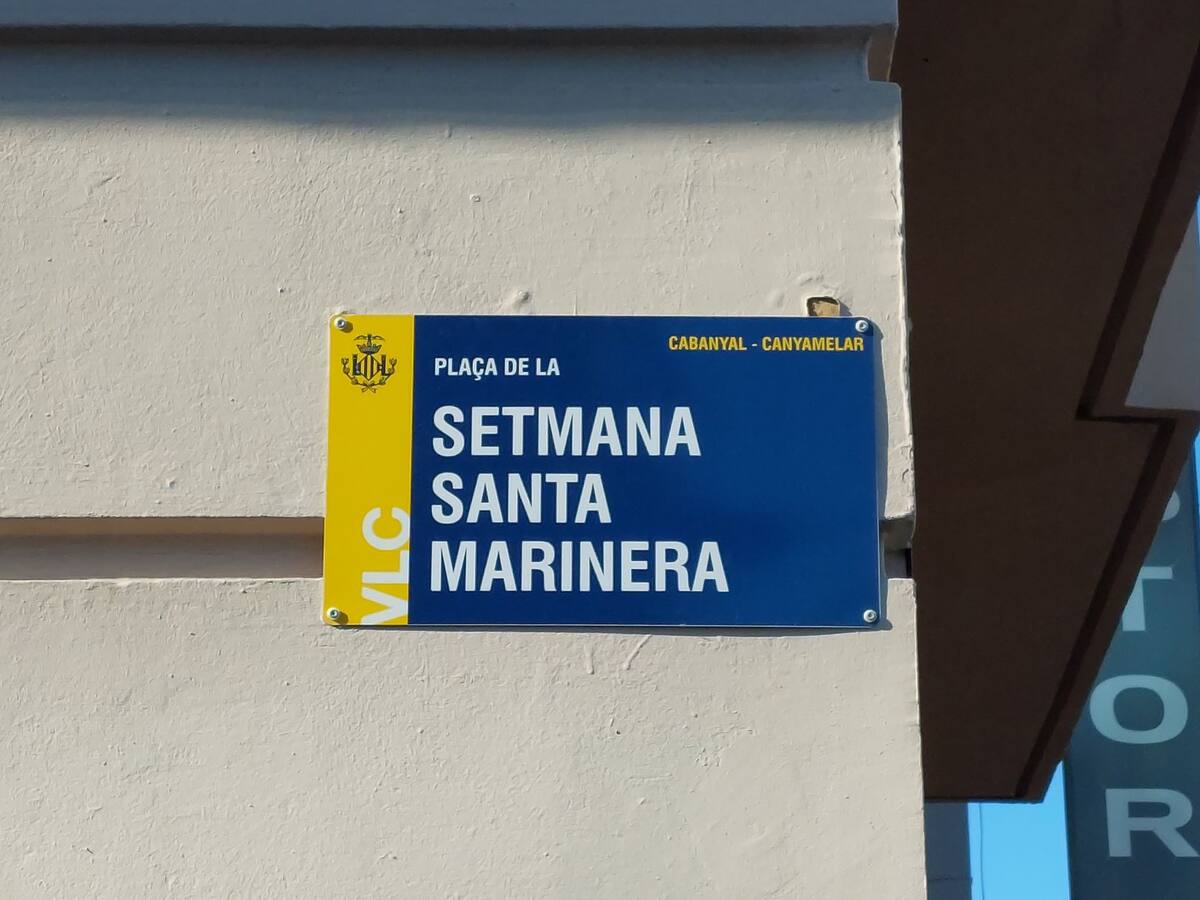 CABANYAL - CANYAMELAR
PLAÇA DE LA
SETMANA
SANTA
MARINERA
VLC
T
O
R